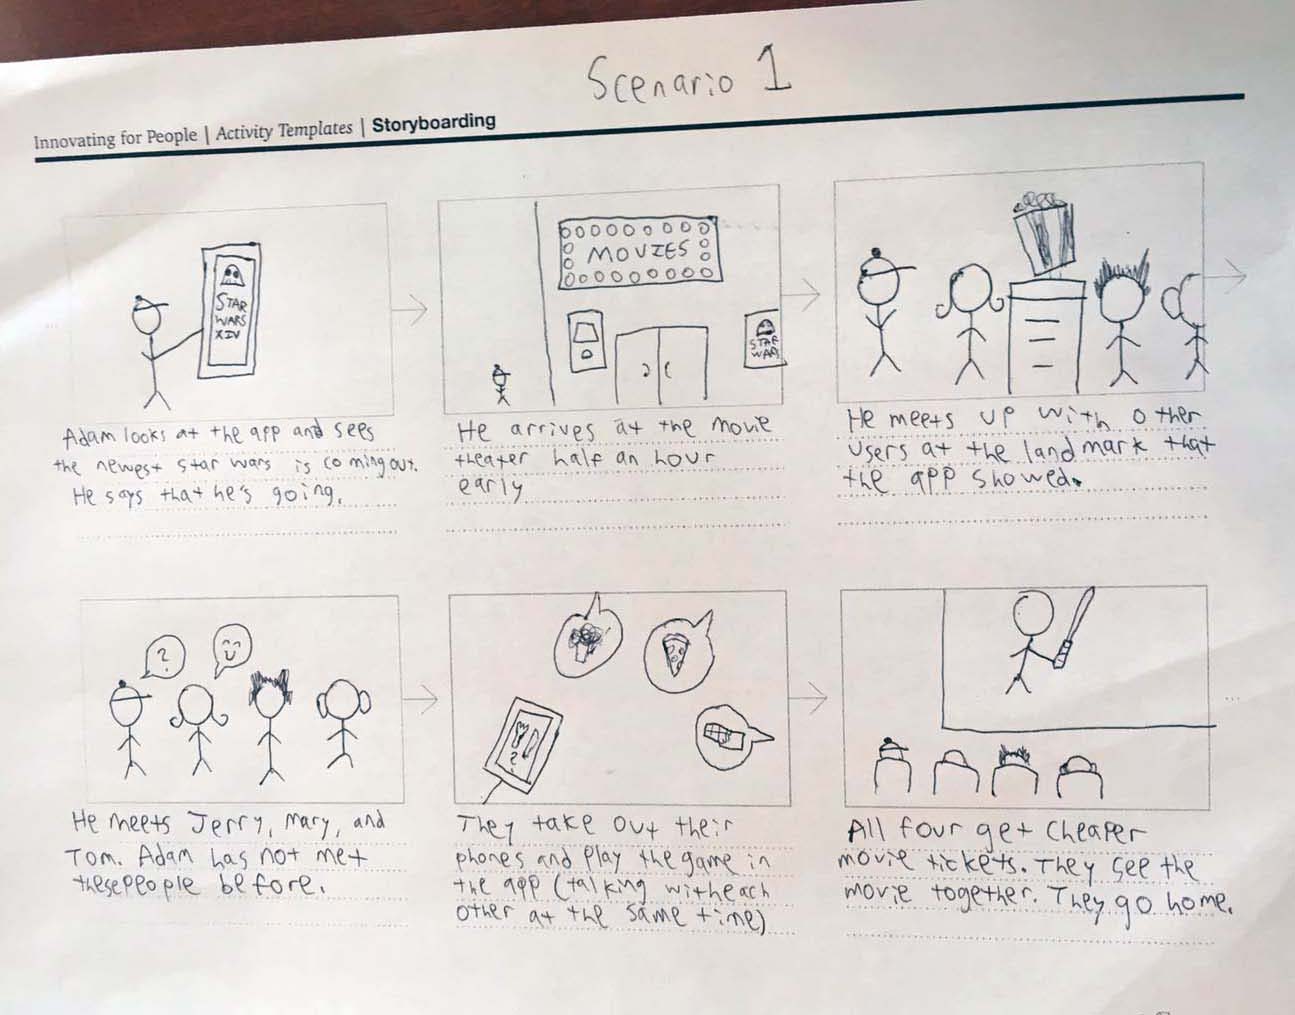 Scenario 1
Innovating for People | Activity Templates | Storyboarding
STAR
WARS
XIV
Adam looks at the app and sees
the newest star wars is coming out.
He says that he's going.
MOVIES
STAR
WARS
He arrives at the movie
theater half an hour
early
He meets up with other
users at the landmark that
the app showed.
?
He meets Jerry, Mary, and
Tom. Adam has not met
these people before.
?
They take out their
phones and play the game in
the app (talking with each
other at the same time)
All four get cheaper
movie tickets. They see the
movie together. They go home.